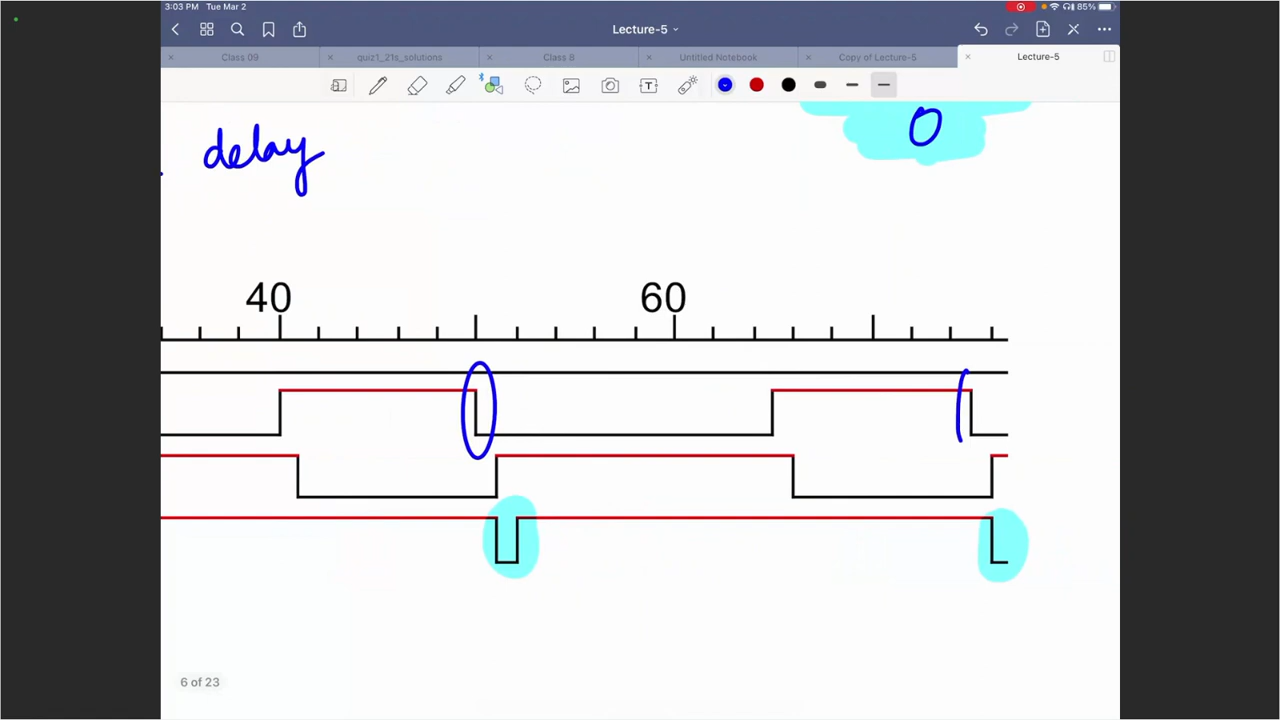 3:03 PM Tue Mar 2
85%
Lecture-5
Class 09
quiz1_21s_solutions
Class 8
Untitled Notebook
Copy of Lecture-5
Lecture-5
T
0
delay
40
60
6 of 23